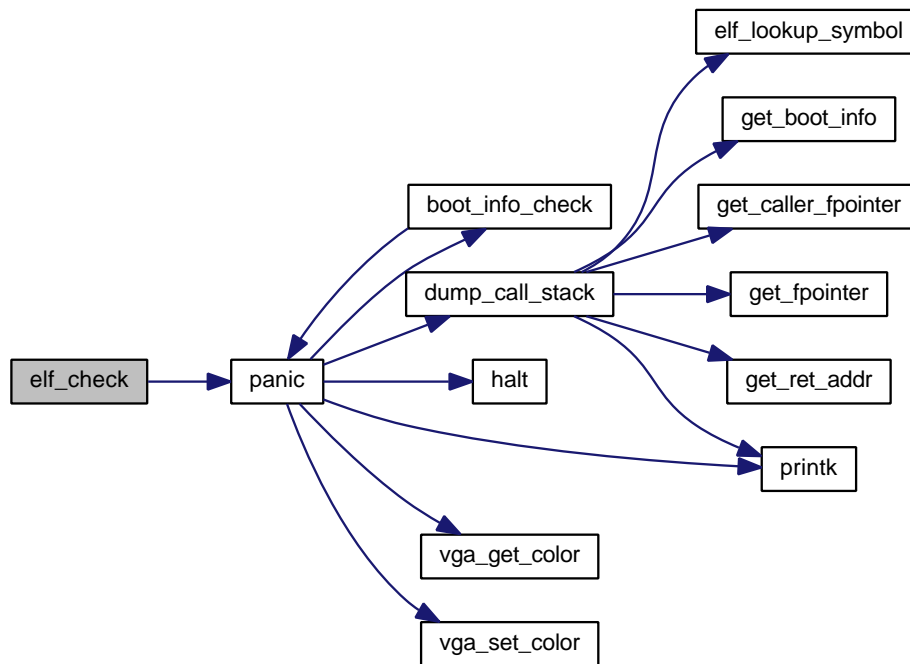 elf_lookup_symbol
get_boot_info
boot_info_check
get_caller_fpointer
dump_call_stack
get_fpointer
elf_check
panic
halt
get_ret_addr
printk
vga_get_color
vga_set_color